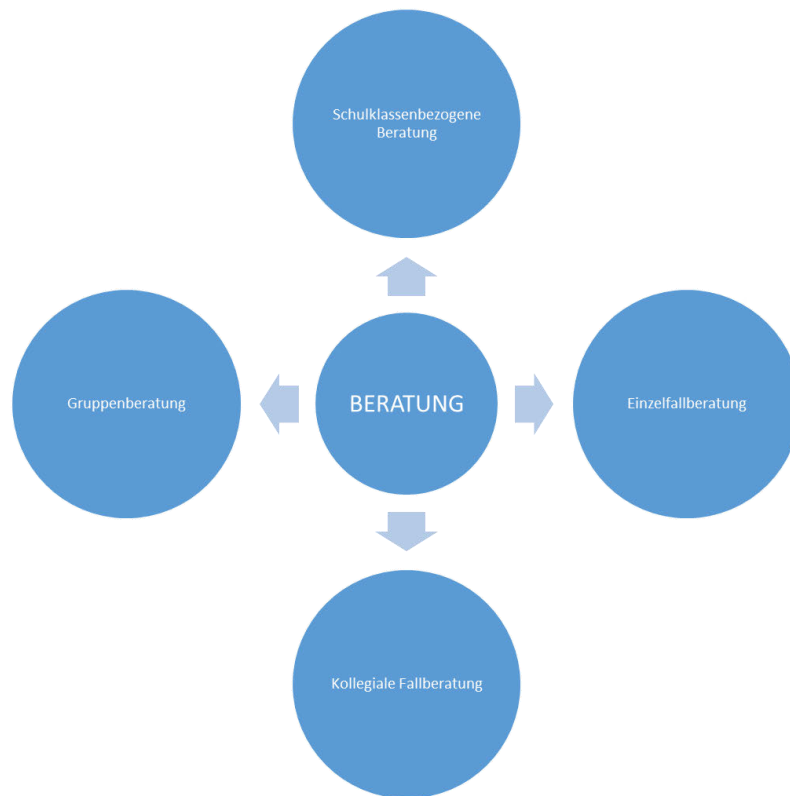 Schulklassenbezogene
Beratung
Gruppenberatung
BERATUNG
Einzelfallberatung
Kollegiale Fallberatung